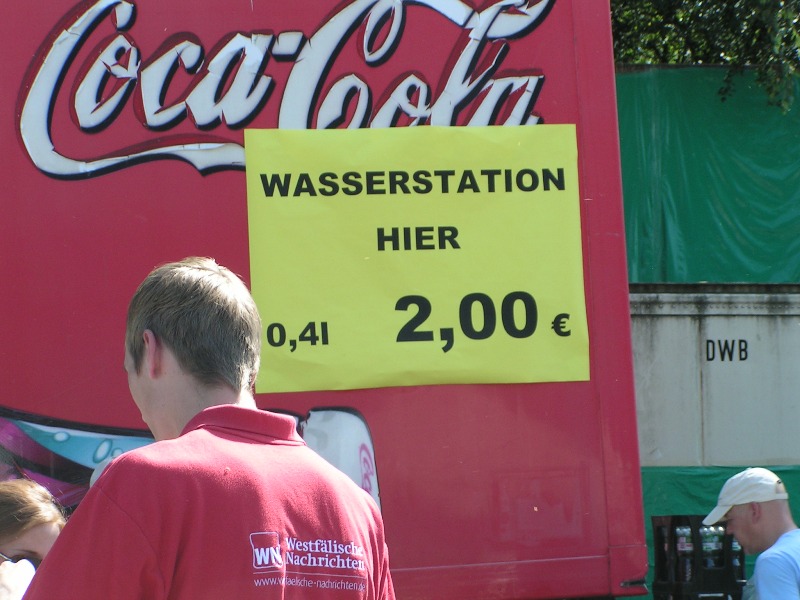 Coca-Cola
WASSERSTATION
HIER
0,4l 2,00 €
DWB
WN Westfälische
Nachrichten